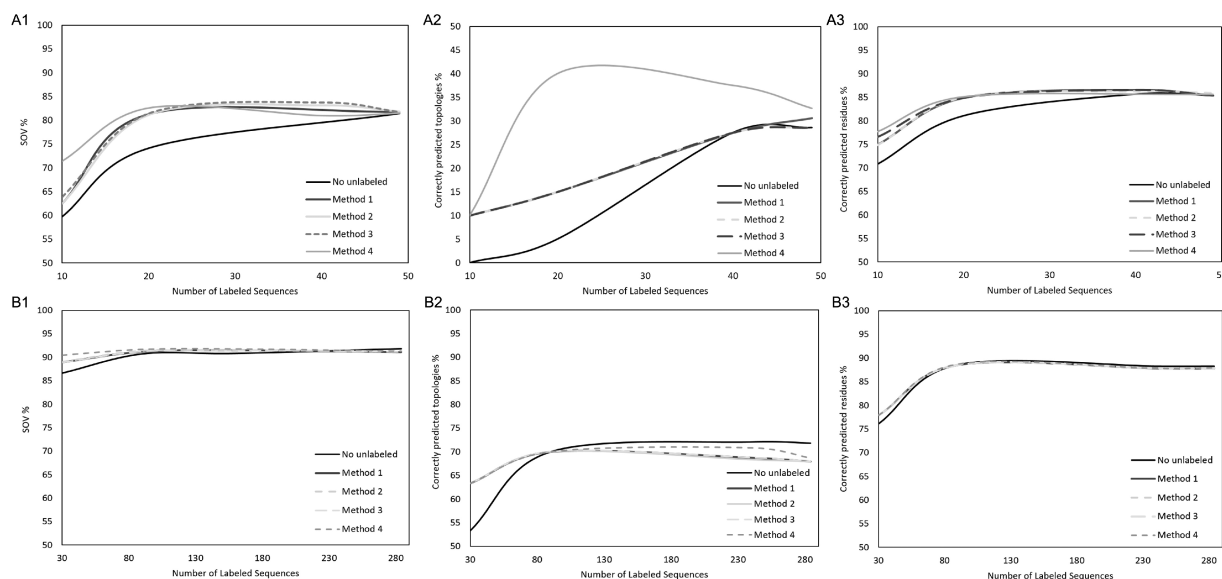 A1
100
95
90
85
80
75
70
65
60
55
50
SOV %
10 20 30 40 50
Number of Labeled Sequences
No unlabeled
Method 1
Method 2
Method 3
Method 4
A2
50
45
40
35
30
25
20
15
10
5
0
Correctly predicted topologies %
10 20 30 40 50
Number of Labeled Sequences
No unlabeled
Method 1
Method 2
Method 3
Method 4
A3
100
95
90
85
80
75
70
65
60
55
50
Correctly predicted residues %
10 20 30 40 5
Number of Labeled Sequences
No unlabeled
Method 1
Method 2
Method 3
Method 4
B1
100
95
90
85
80
75
70
65
60
55
50
SOV %
30 80 130 180 230 280
Number of Labeled Sequences
No unlabeled
Method 1
Method 2
Method 3
Method 4
B2
100
95
90
85
80
75
70
65
60
55
50
Correctly predicted topologies %
30 80 130 180 230 280
Number of Labeled Sequences
No unlabeled
Method 1
Method 2
Method 3
Method 4
B3
100
95
90
85
80
75
70
65
60
55
50
Correctly predicted residues %
30 80 130 180 230 280
Number of Labeled Sequences
No unlabeled
Method 1
Method 2
Method 3
Method 4